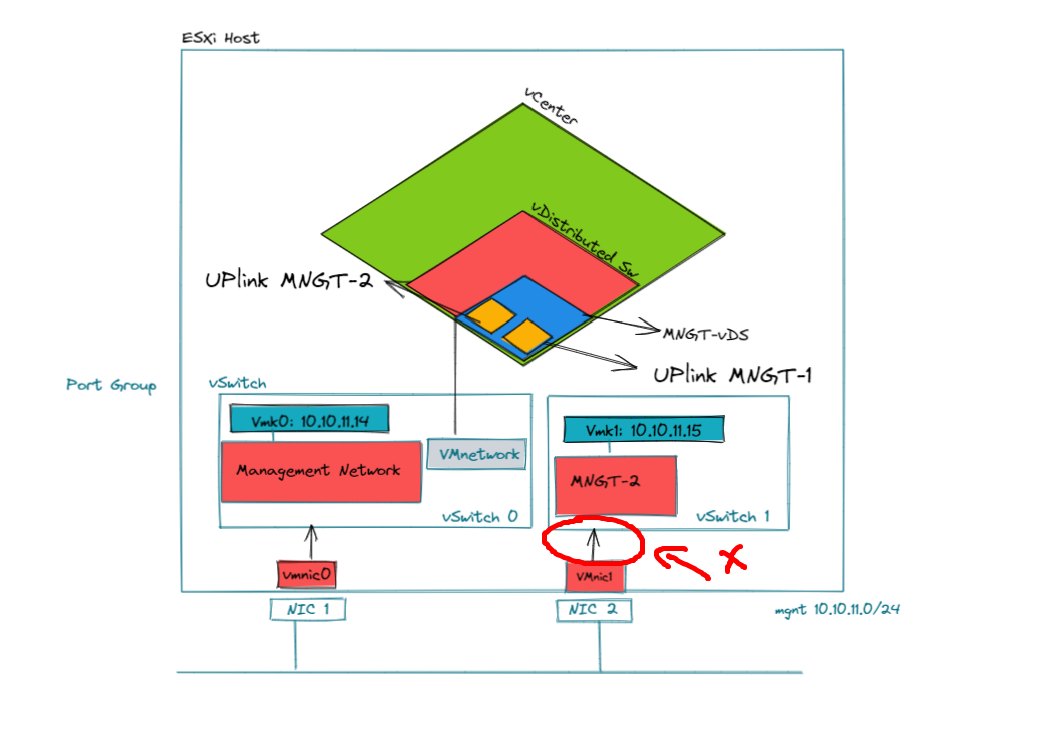 ESXi Host
vCenter
vDistributed Sw
UPlink MNGT-2
MNGT-vDS
UPlink MNGT-1
Port Group
vSwitch
Vmk0: 10.10.11.14
Management Network
VMnetwork
vSwitch 0
Vmk1: 10.10.11.15
MNGT-2
vSwitch 1
X
vmnic0
VMnic1
NIC 1
NIC 2
mgnt 10.10.11.0/24